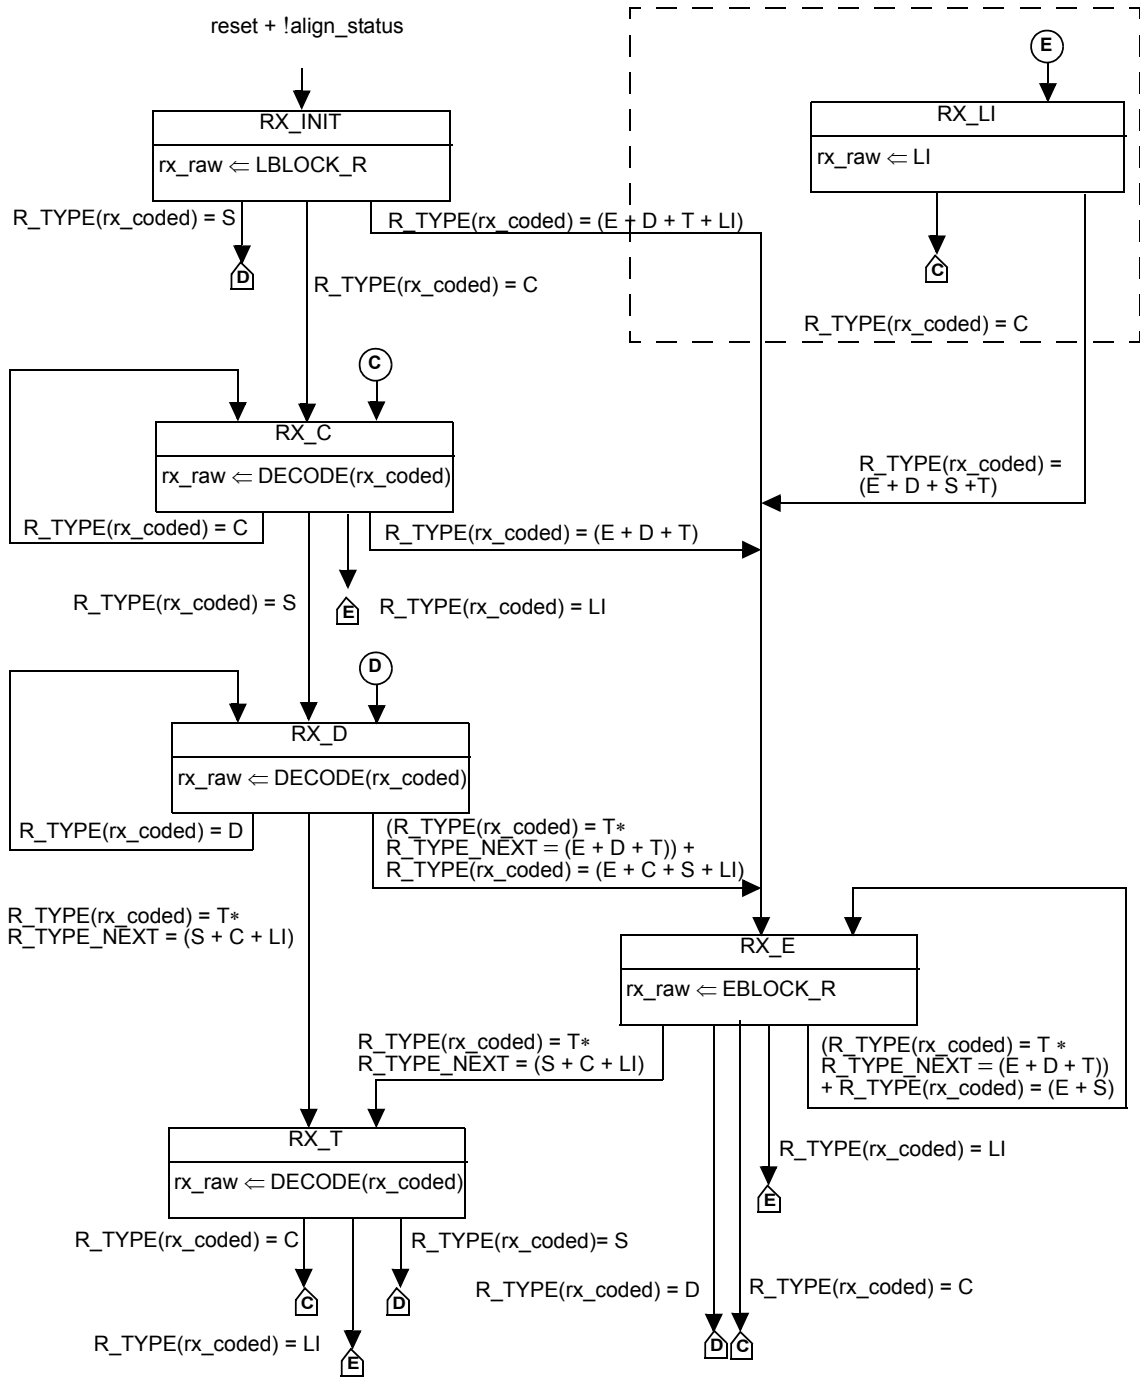 reset + !align_status
E
RX_INIT
rx_raw ⇐ LBLOCK_R
RX_LI
rx_raw ⇐ LI
R_TYPE(rx_coded) = S
D
R_TYPE(rx_coded) = (E + D + T + LI)
C
R_TYPE(rx_coded) = C
R_TYPE(rx_coded) = C
C
RX_C
rx_raw ⇐ DECODE(rx_coded)
R_TYPE(rx_coded) =
(E + D + S +T)
R_TYPE(rx_coded) = C
R_TYPE(rx_coded) = (E + D + T)
R_TYPE(rx_coded) = S
E
R_TYPE(rx_coded) = LI
D
RX_D
rx_raw ⇐ DECODE(rx_coded)
R_TYPE(rx_coded) = D
(R_TYPE(rx_coded) = T∗
R_TYPE_NEXT = (E + D + T)) +
R_TYPE(rx_coded) = (E + C + S + LI)
R_TYPE(rx_coded) = T∗
R_TYPE_NEXT = (S + C + LI)
RX_E
rx_raw ⇐ EBLOCK_R
R_TYPE(rx_coded) = T∗
R_TYPE_NEXT = (S + C + LI)
(R_TYPE(rx_coded) = T ∗
R_TYPE_NEXT = (E + D + T))
+ R_TYPE(rx_coded) = (E + S)
RX_T
rx_raw ⇐ DECODE(rx_coded)
R_TYPE(rx_coded) = LI
E
R_TYPE(rx_coded) = C
R_TYPE(rx_coded)= S
C
D
R_TYPE(rx_coded) = D
R_TYPE(rx_coded) = C
D
C
R_TYPE(rx_coded) = LI
E